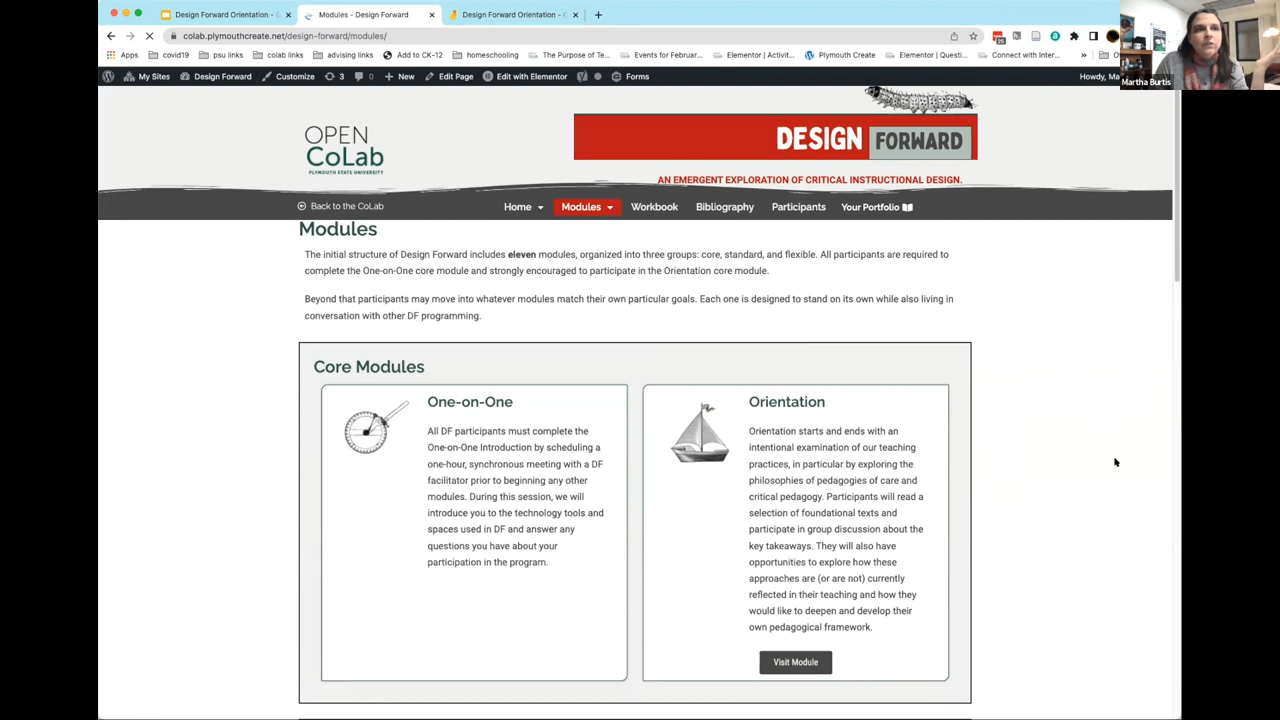 Design Forward Orientation - G
Modules - Design Forward
Design Forward Orientation -
colab.plymouthcreate.net/design-forward/modules/
Apps
covid19
psu links
colab links
advising links
Add to CK-12
homeschooling
The Purpose of Te...
Events for Februar...
Elementor | Activit...
Plymouth Create
Elementor | Questi...
Connect with Inter...
»
My Sites
Design Forward
Customize
3
0
New
Edit Page
Edit with Elementor
Forms
Howdy, Ma
Martha Burtis
OPEN
CoLab
PLYMOUTH STATE UNIVERSITY
DESIGN FORWARD
AN EMERGENT EXPLORATION OF CRITICAL INSTRUCTIONAL DESIGN.
Back to the CoLab
Home
Modules
Workbook
Bibliography
Participants
Your Portfolio
Modules
The initial structure of Design Forward includes eleven modules, organized into three groups: core, standard, and flexible. All participants are required to
complete the One-on-One core module and strongly encouraged to participate in the Orientation core module.
Beyond that participants may move into whatever modules match their own particular goals. Each one is designed to stand on its own while also living in
conversation with other DF programming.
Core Modules
One-on-One
All DF participants must complete the
One-on-One Introduction by scheduling a
one-hour, synchronous meeting with a DF
facilitator prior to beginning any other
modules. During this session, we will
introduce you to the technology tools and
spaces used in DF and answer any
questions you have about your
participation in the program.
Orientation
Orientation starts and ends with an
intentional examination of our teaching
practices, in particular by exploring the
philosophies of pedagogies of care and
critical pedagogy. Participants will read a
selection of foundational texts and
participate in group discussion about the
key takeaways. They will also have
opportunities to explore how these
approaches are (or are not) currently
reflected in their teaching and how they
would like to deepen and develop their
own pedagogical framework.
Visit Module